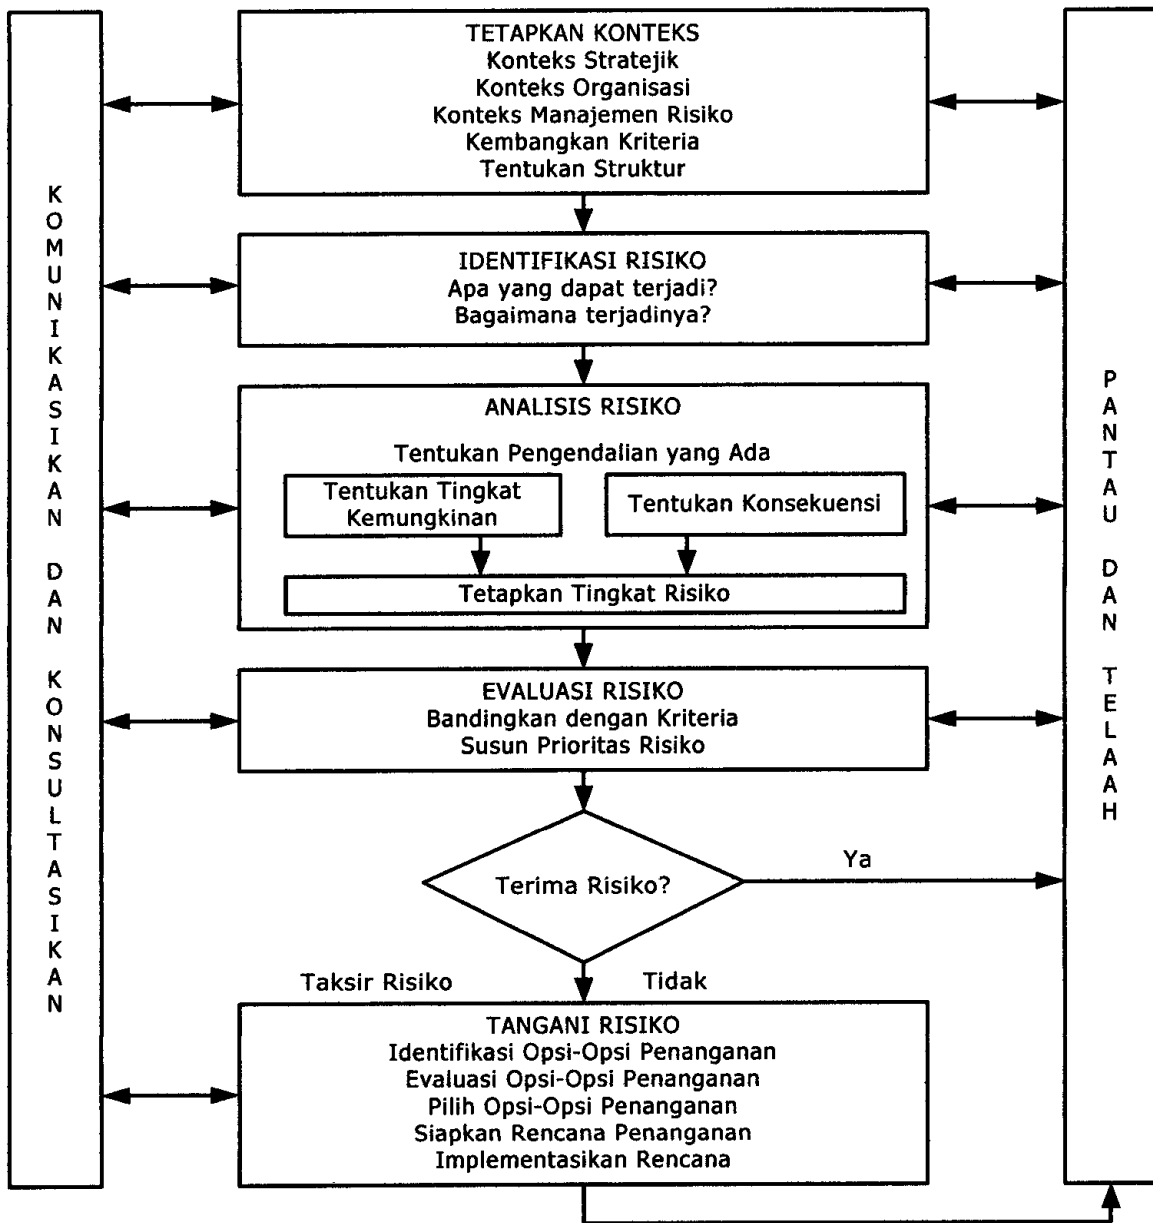 KOMUNIKASIKAN DAN KONSULTASIKAN
TETAPKAN KONTEKS
Konteks Stratejik
Konteks Organisasi
Konteks Manajemen Risiko
Kembangkan Kriteria
Tentukan Struktur
IDENTIFIKASI RISIKO
Apa yang dapat terjadi?
Bagaimana terjadinya?
ANALISIS RISIKO
Tentukan Pengendalian yang Ada
Tentukan Tingkat
Kemungkinan
Tentukan Konsekuensi
Tetapkan Tingkat Risiko
EVALUASI RISIKO
Bandingkan dengan Kriteria
Susun Prioritas Risiko
Terima Risiko?
Ya
Taksir Risiko
Tidak
TANGANI RISIKO
Identifikasi Opsi-Opsi Penanganan
Evaluasi Opsi-Opsi Penanganan
Pilih Opsi-Opsi Penanganan
Siapkan Rencana Penanganan
Implementasikan Rencana
PANTAU DAN TELAAH